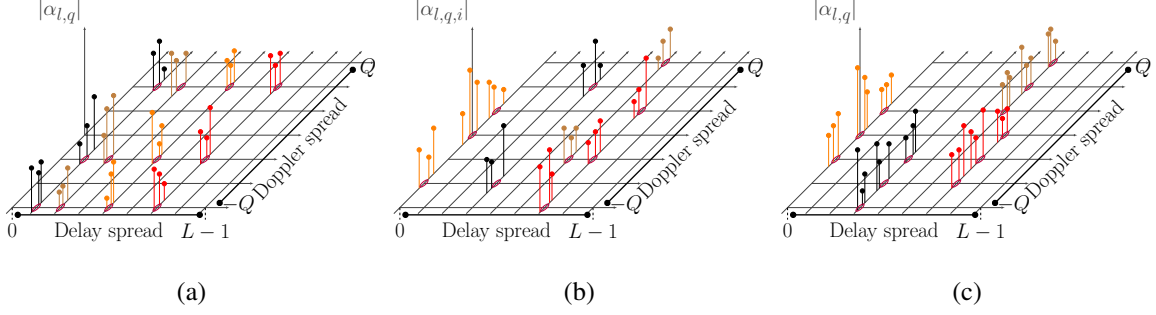 |α_{l,q}|
Q
Doppler spread
−Q
0
Delay spread
L − 1
(a)
|α_{l,q,i}|
Q
Doppler spread
−Q
0
Delay spread
L − 1
(b)
|α_{l,q}|
Q
Doppler spread
−Q
0
Delay spread
L − 1
(c)